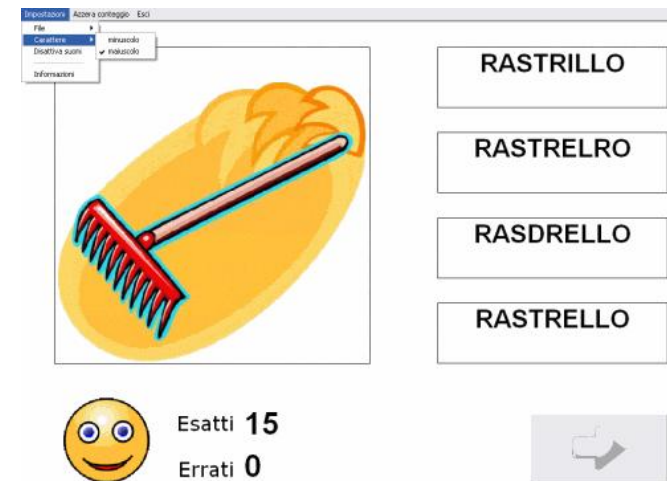 Impostazioni Azzera conteggio Esci
File
Carattere
minuscolo
Disattiva suoni
maiuscolo
Informazioni
RASTRILLO
RASTRELRO
RASDRELLO
RASTRELLO
Esatti 15
Errati 0